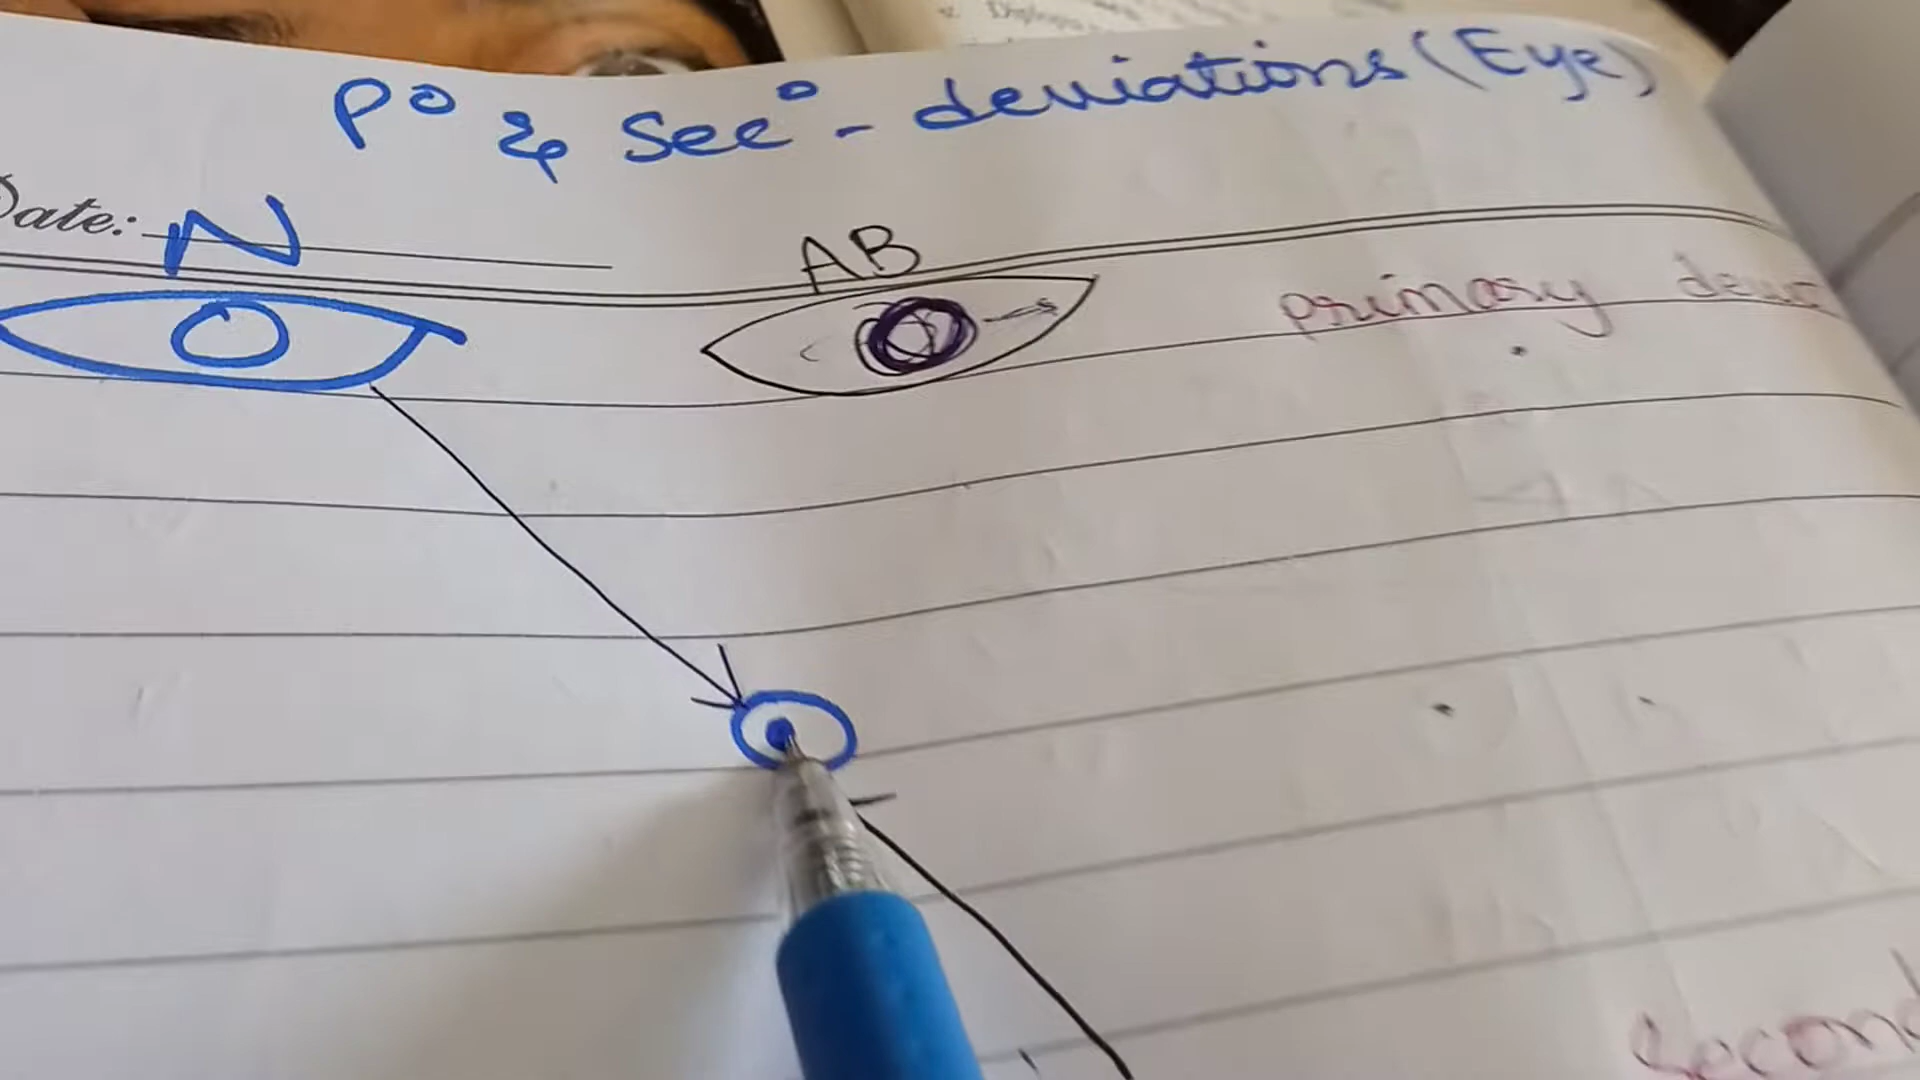 P° & Sec° - deviations (Eye)
Date: N
AB
primary